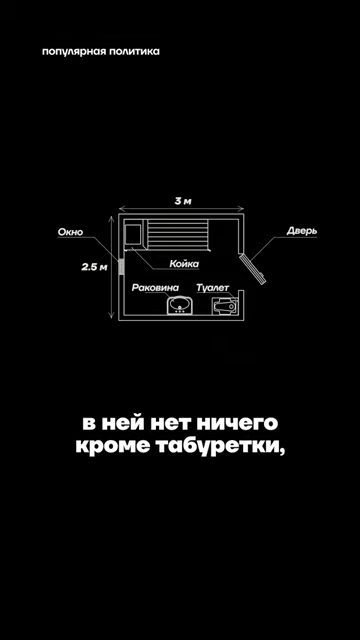 популярная политика
3 м
Окно
Дверь
Койка
2.5 м
Раковина
Туалет
в ней нет ничего
кроме табуретки,